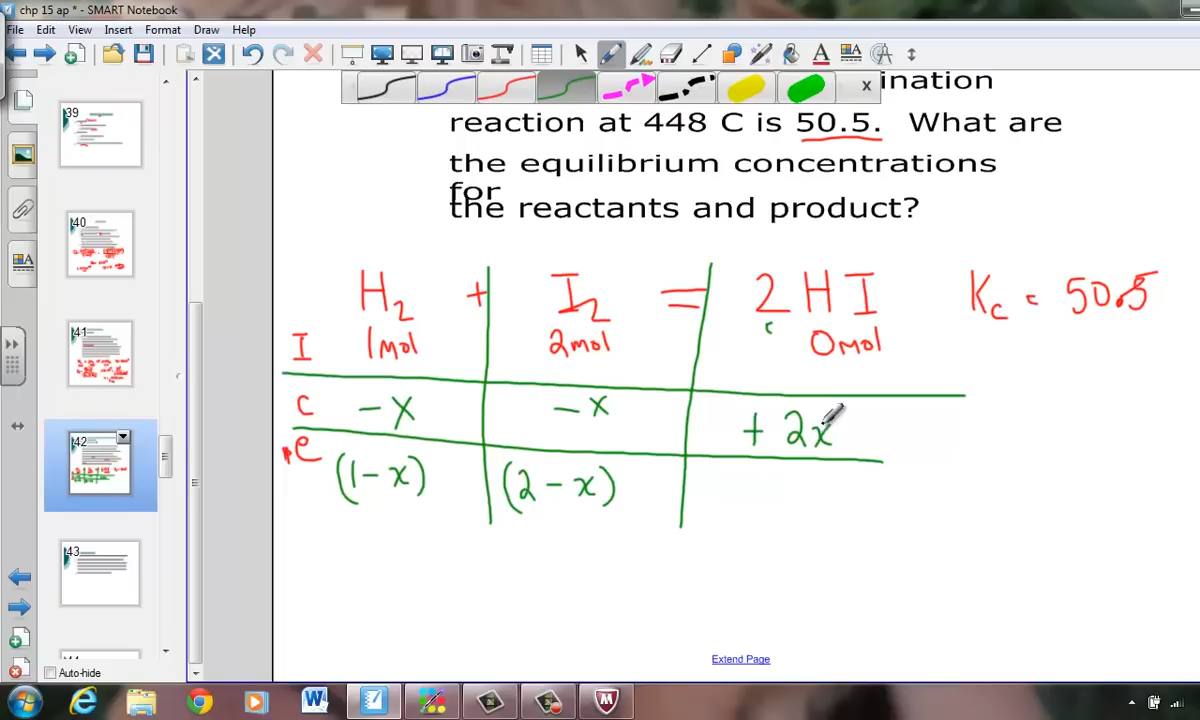 chp 15 ap * - SMART Notebook
File Edit View Insert Format Draw Help
39
40
41
42
43
Auto-hide
x
ination
reaction at 448 C is 50.5. What are
the equilibrium concentrations
for
the reactants and product?
H2 + I2 = 2HI Kc = 50.5
I 1mol 2mol 0mol
C -x -x + 2x
e (1-x) (2-x)
Extend Page